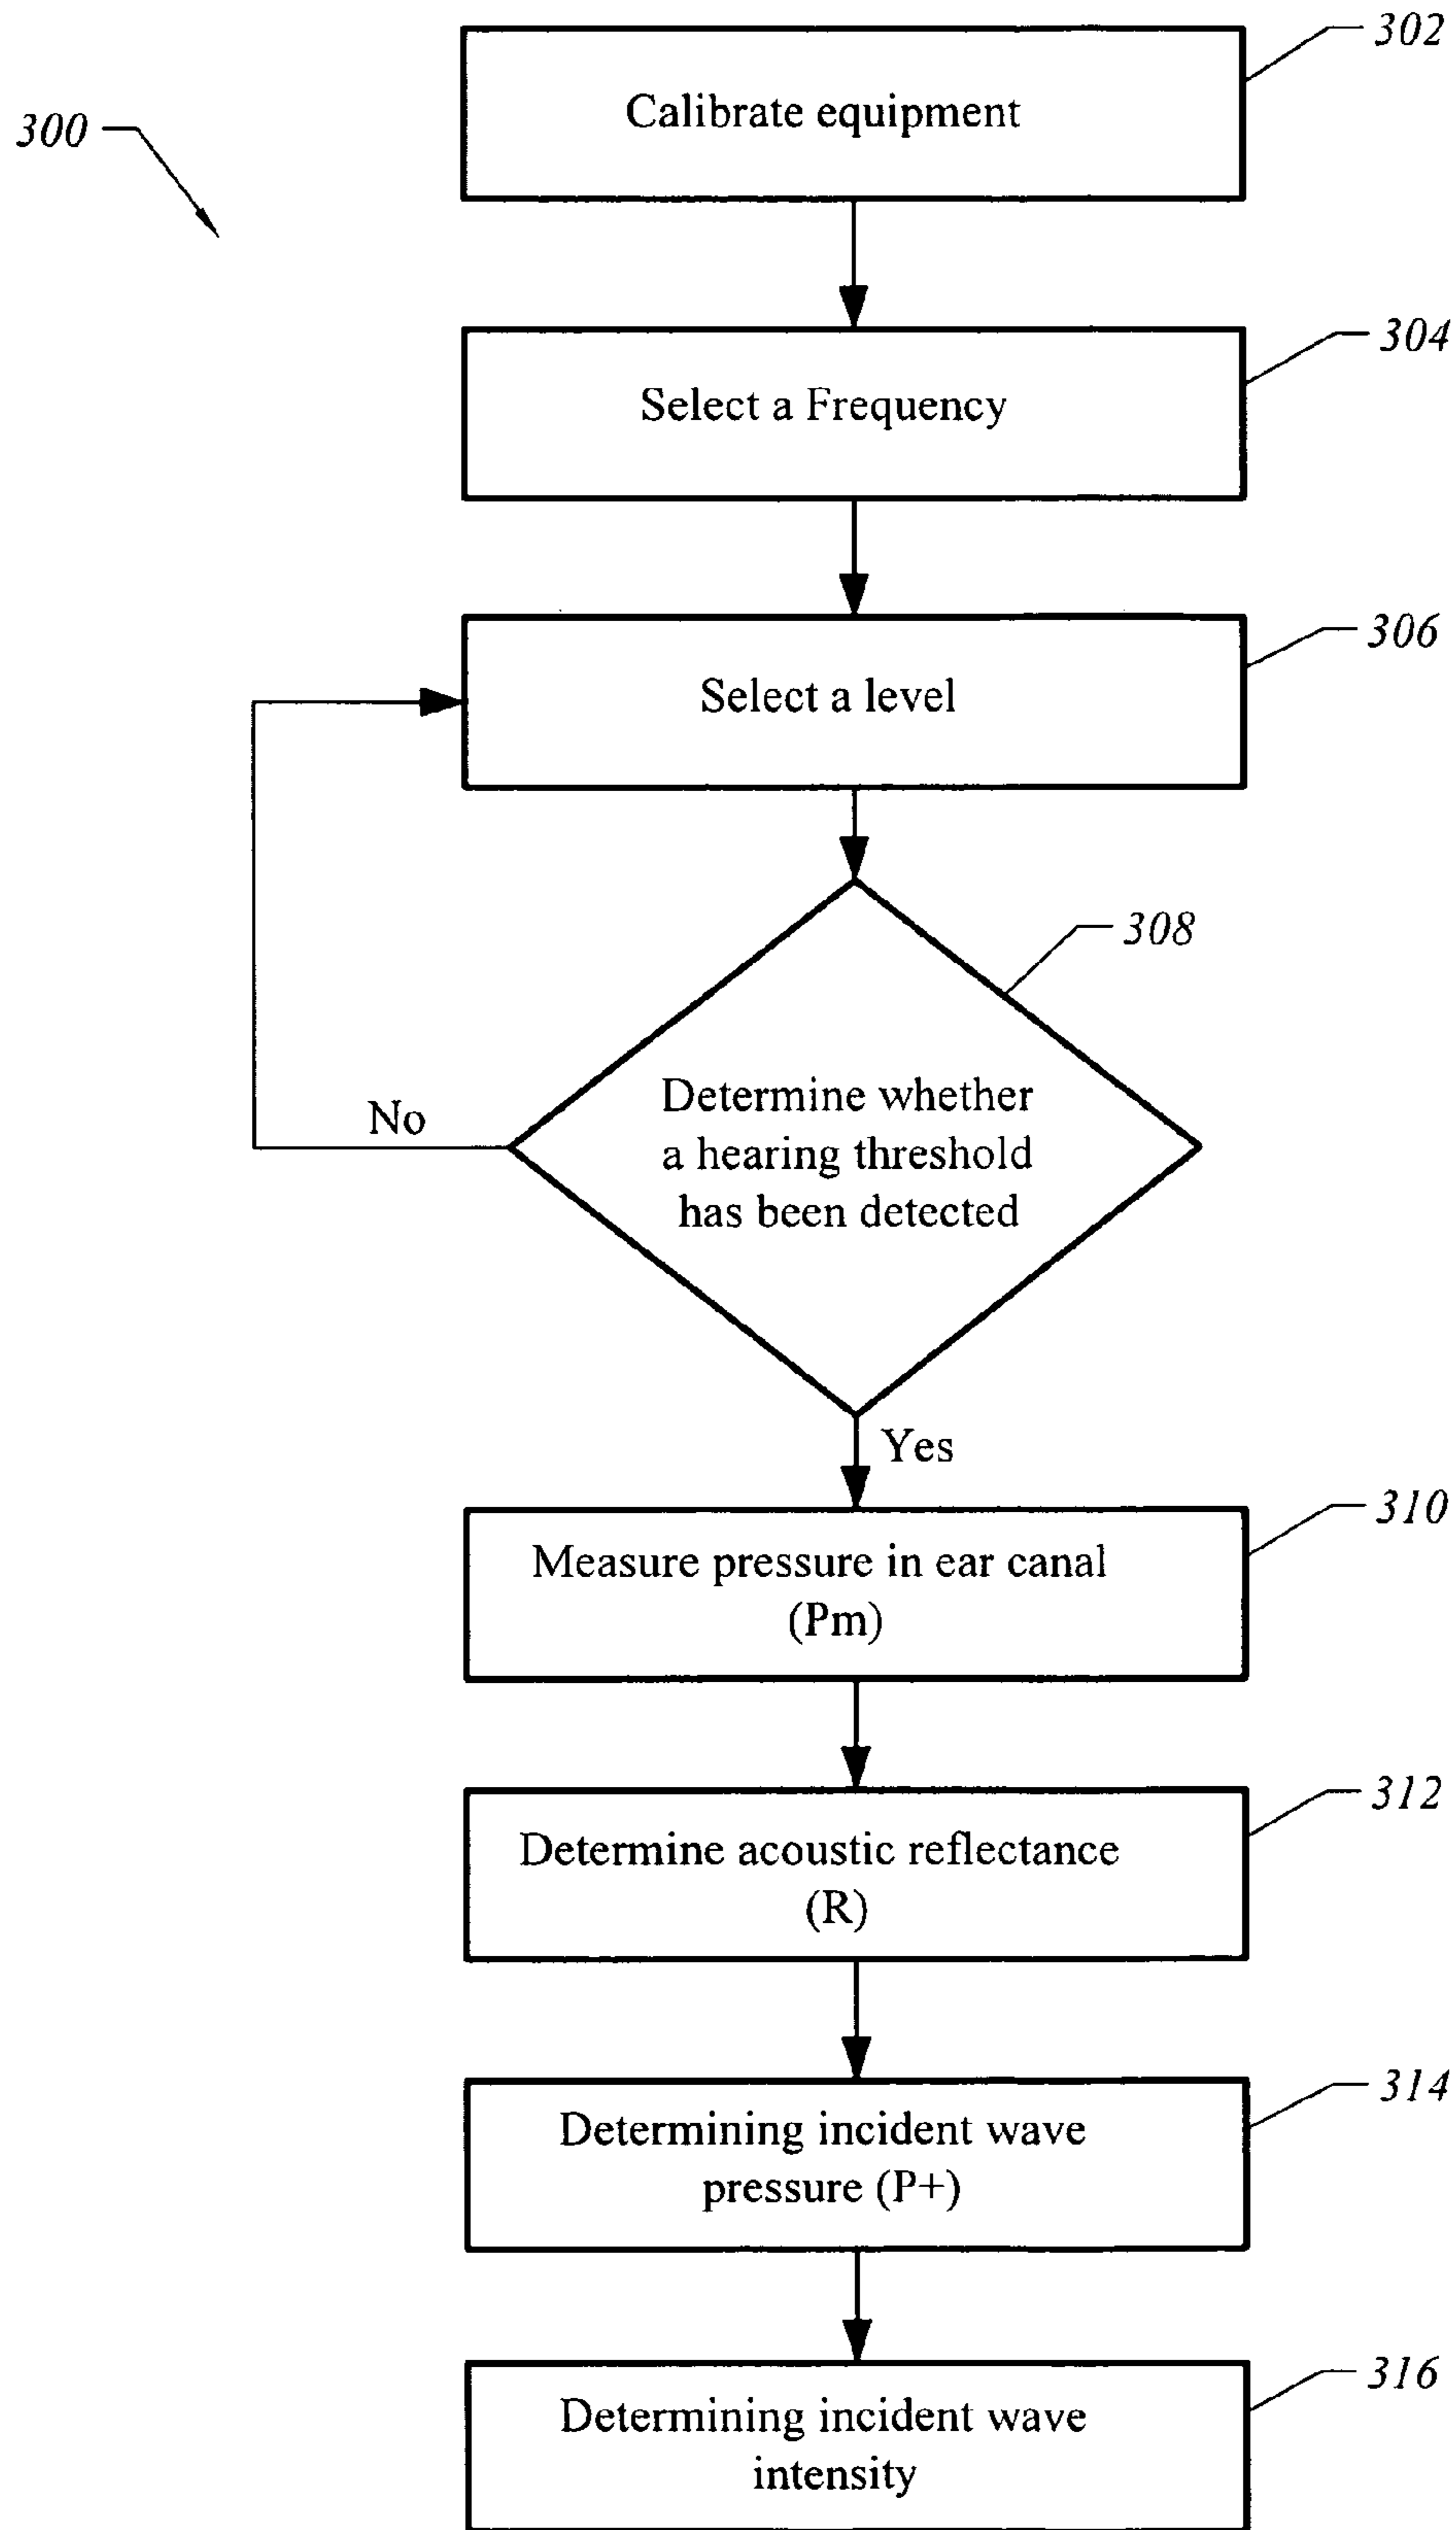 302
Calibrate equipment
300
304
Select a Frequency
306
Select a level
308
Determine whether
a hearing threshold
has been detected
No
Yes
310
Measure pressure in ear canal
(Pm)
312
Determine acoustic reflectance
(R)
314
Determining incident wave
pressure (P+)
316
Determining incident wave
intensity